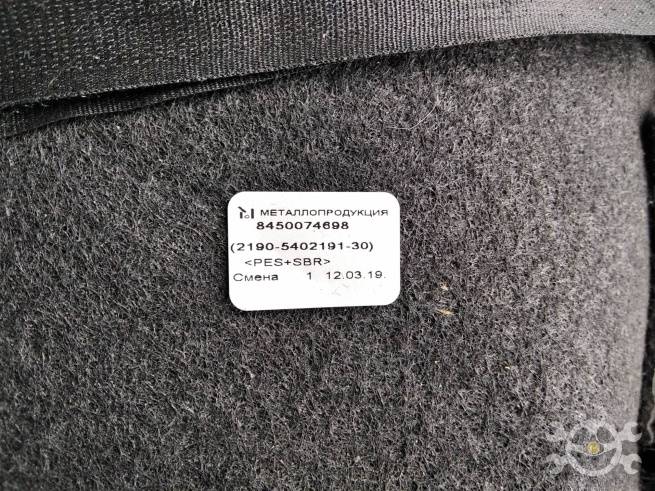 МЕТАЛЛОПРОДУКЦИЯ
8450074698
(2190-5402191-30)
<PES+SBR>
Смена 1 12.03.19.